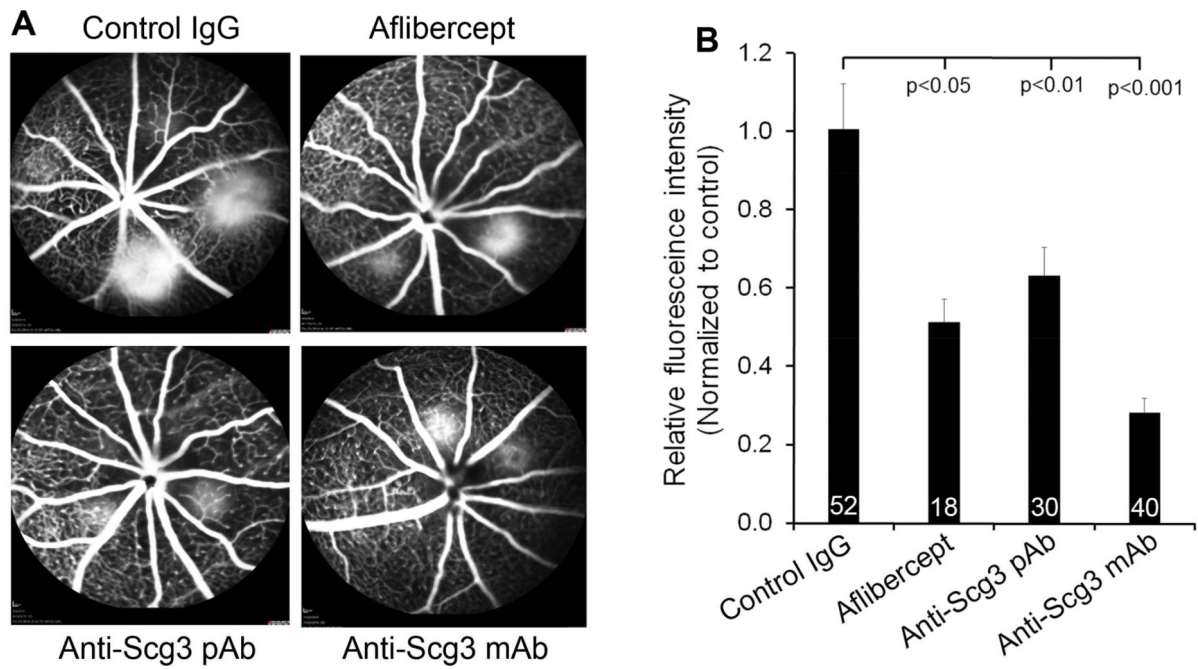 A
Control IgG
Aflibercept
Anti-Scg3 pAb
Anti-Scg3 mAb
B
Relative fluoresceince intensity
(Normalized to control)
1.2
1.0
0.8
0.6
0.4
0.2
0.0
p<0.05
p<0.01
p<0.001
52
18
30
40
Control IgG
Aflibercept
Anti-Scg3 pAb
Anti-Scg3 mAb